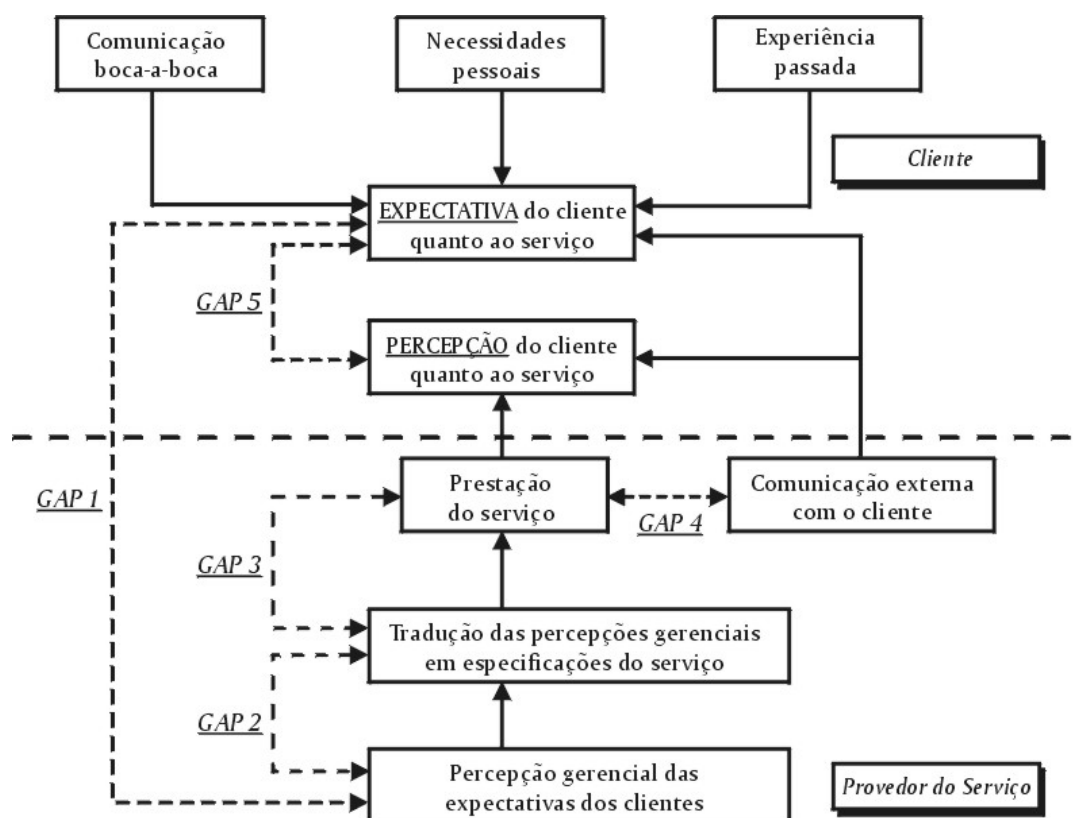 Comunicação
boca-a-boca
Necessidades
pessoais
Experiência
passada
Cliente
EXPECTATIVA do cliente
quanto ao serviço
GAP 5
PERCEPÇÃO do cliente
quanto ao serviço
GAP 1
Prestação
do serviço
GAP 4
Comunicação externa
com o cliente
GAP 3
Tradução das percepções gerenciais
em especificações do serviço
GAP 2
Percepção gerencial das
expectativas dos clientes
Provedor do Serviço